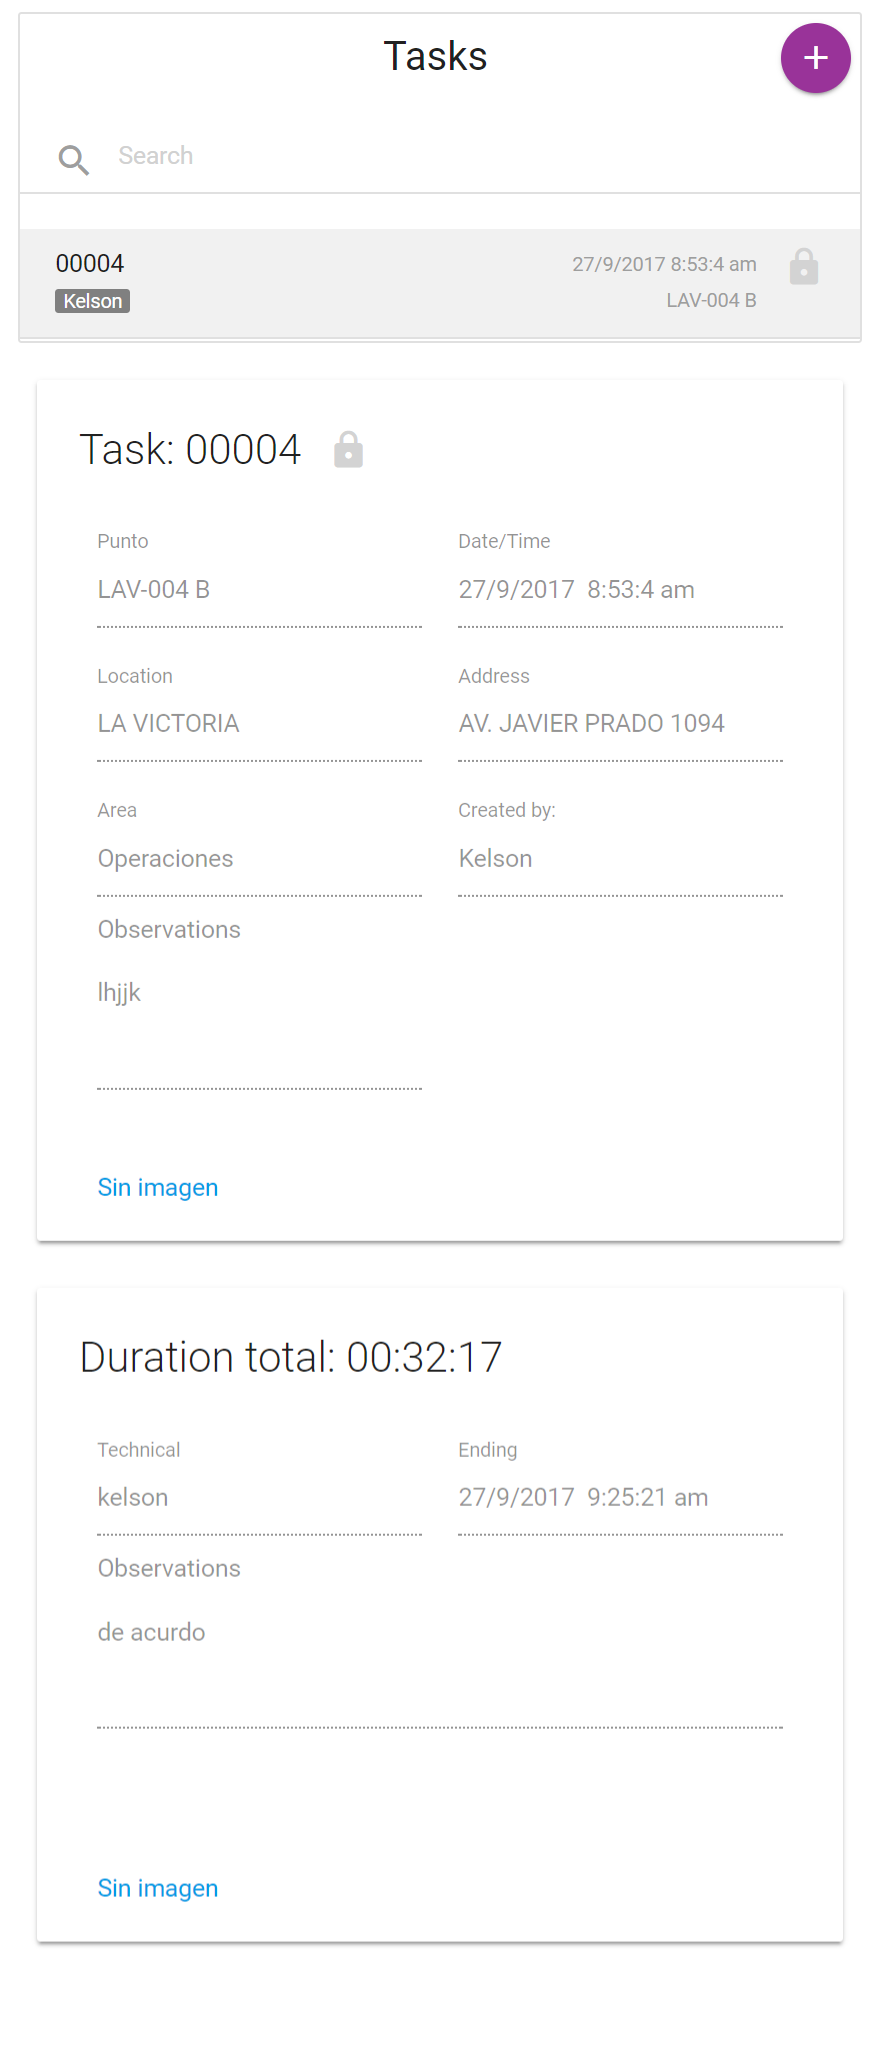 Tasks
+
Search
00004 27/9/2017 8:53:4 am
Kelson LAV-004 B
Task: 00004
Punto Date/Time
LAV-004 B 27/9/2017 8:53:4 am
Location Address
LA VICTORIA AV. JAVIER PRADO 1094
Area Created by:
Operaciones Kelson
Observations
lhjjk
Sin imagen
Duration total: 00:32:17
Technical Ending
kelson 27/9/2017 9:25:21 am
Observations
de acurdo
Sin imagen